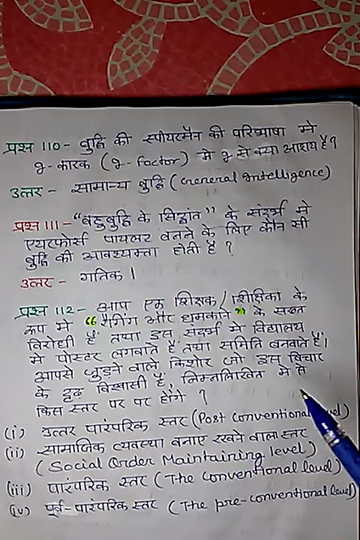 प्रश्न 110- बुद्धि की स्पीयरमैन की परिभाषा मे
g-कारक (g-factor) मे g से क्या आशय है?
उत्तर - सामान्य बुद्धि (General Intelligence)
प्रश्न 111- "बहुबुद्धि के सिद्धांत" के संदर्भ मे
एयरफोर्स पायलट बनने के लिए कौन सी
बुद्धि की आवश्यकता होती है ?
उत्तर - गतिक ।
प्रश्न 112- आप एक शिक्षक / शिक्षिका के
रूप मे "रैगिंग और धमकाने" के सख्त
विरोधी हैं तथा इस संदर्भ मे विद्यालय
मे पोस्टर लगवाते हैं तथा समिति बनवाते हैं।
आपसे जुड़ने वाले किशोर जो इस विचार
के दृढ़ विश्वासी हैं, निम्नलिखित मे से
किस स्तर पर पर होंगे ?
(i) उत्तर पारंपरिक स्तर (Post conventional level)
(ii) सामाजिक व्यवस्था बनाए रखने वाला स्तर
(Social Order Maintaining level)
(iii) पारंपरिक स्तर (The conventional level)
(iv) पूर्व-पारंपरिक स्तर (The pre-conventional level)